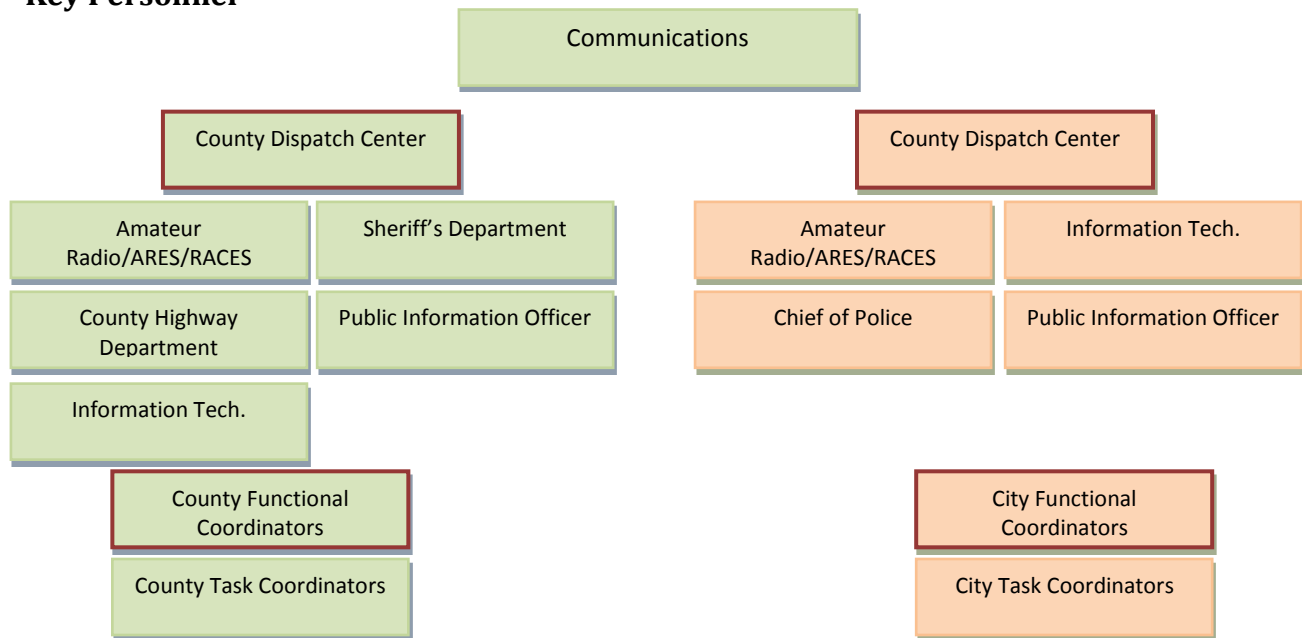 Key Personnel
Communications
County Dispatch Center
County Dispatch Center
Amateur
Radio/ARES/RACES
Sheriff's Department
Amateur
Radio/ARES/RACES
Information Tech.
County Highway
Department
Public Information Officer
Chief of Police
Public Information Officer
Information Tech.
County Functional
Coordinators
City Functional
Coordinators
County Task Coordinators
City Task Coordinators